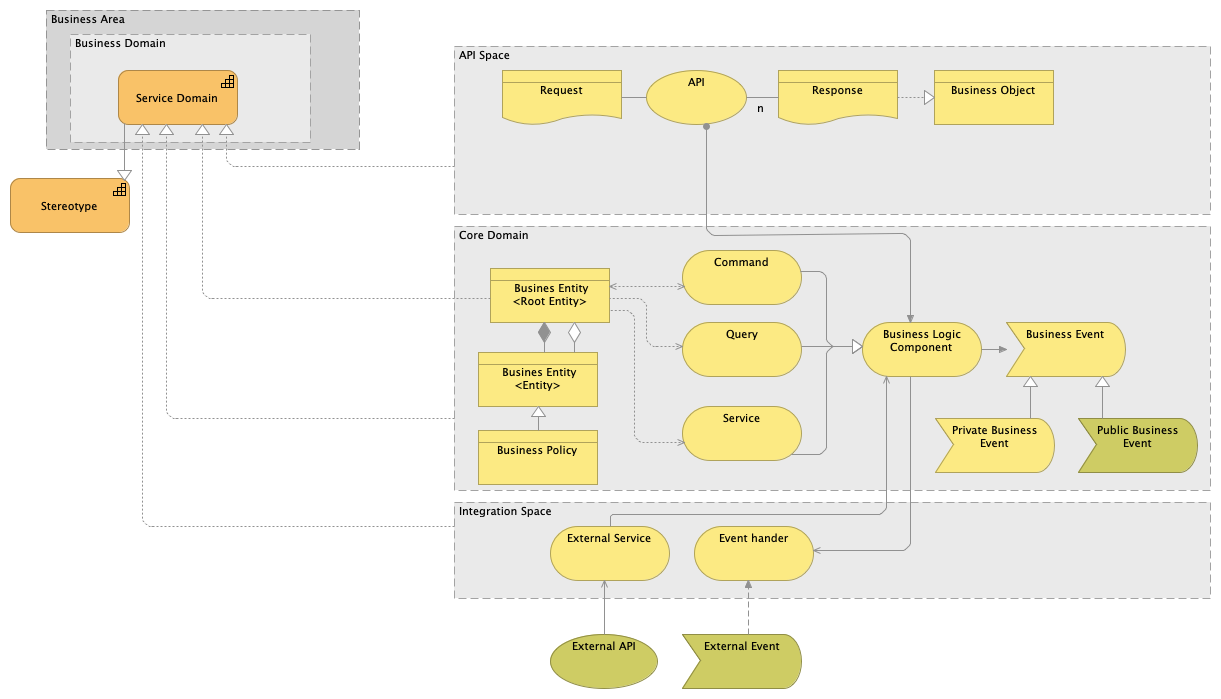 Business Area
Business Domain
Service Domain
Stereotype
API Space
Request
API
n
Response
Business Object
Core Domain
Busines Entity
<Root Entity>
Command
Query
Service
Busines Entity
<Entity>
Business Policy
Business Logic
Component
Business Event
Private Business
Event
Public Business
Event
Integration Space
External Service
Event hander
External API
External Event